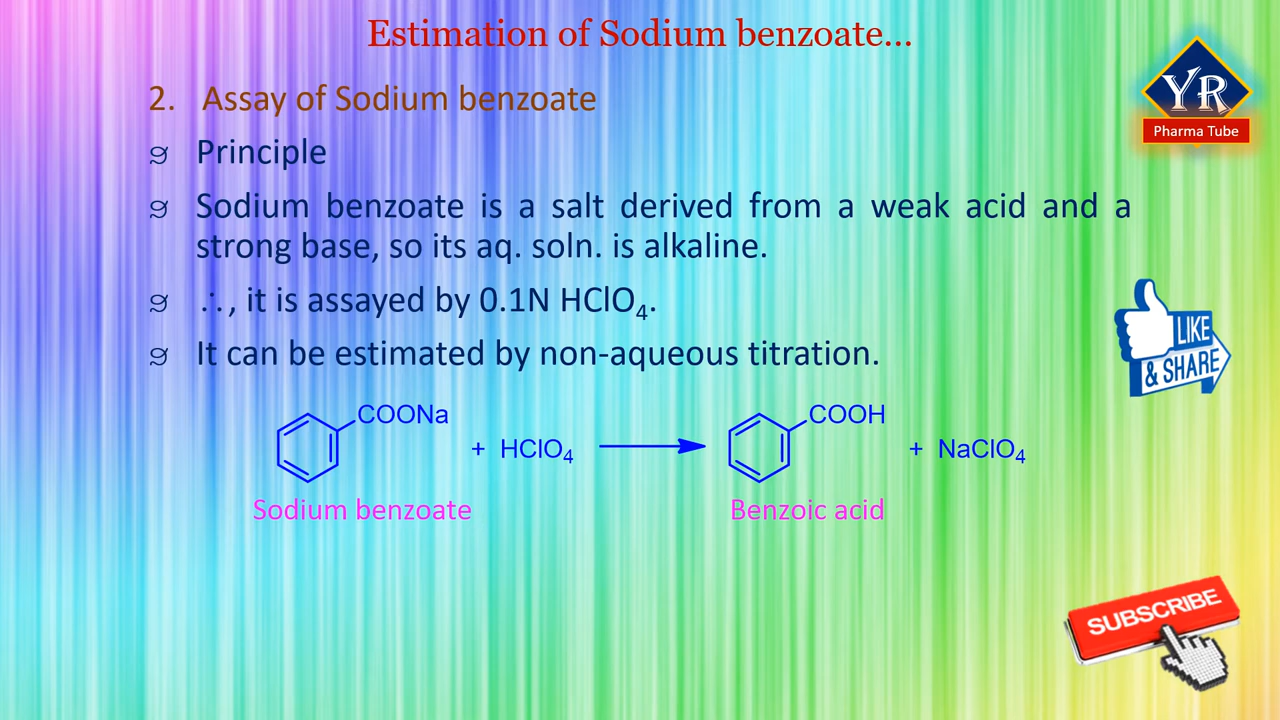 Estimation of Sodium benzoate...
YR
Pharma Tube
2. Assay of Sodium benzoate
Principle
Sodium benzoate is a salt derived from a weak acid and a
strong base, so its aq. soln. is alkaline.
∴, it is assayed by 0.1N HClO₄.
It can be estimated by non-aqueous titration.
LIKE
& SHARE
COONa + HClO₄ → COOH + NaClO₄
Sodium benzoate Benzoic acid
SUBSCRIBE